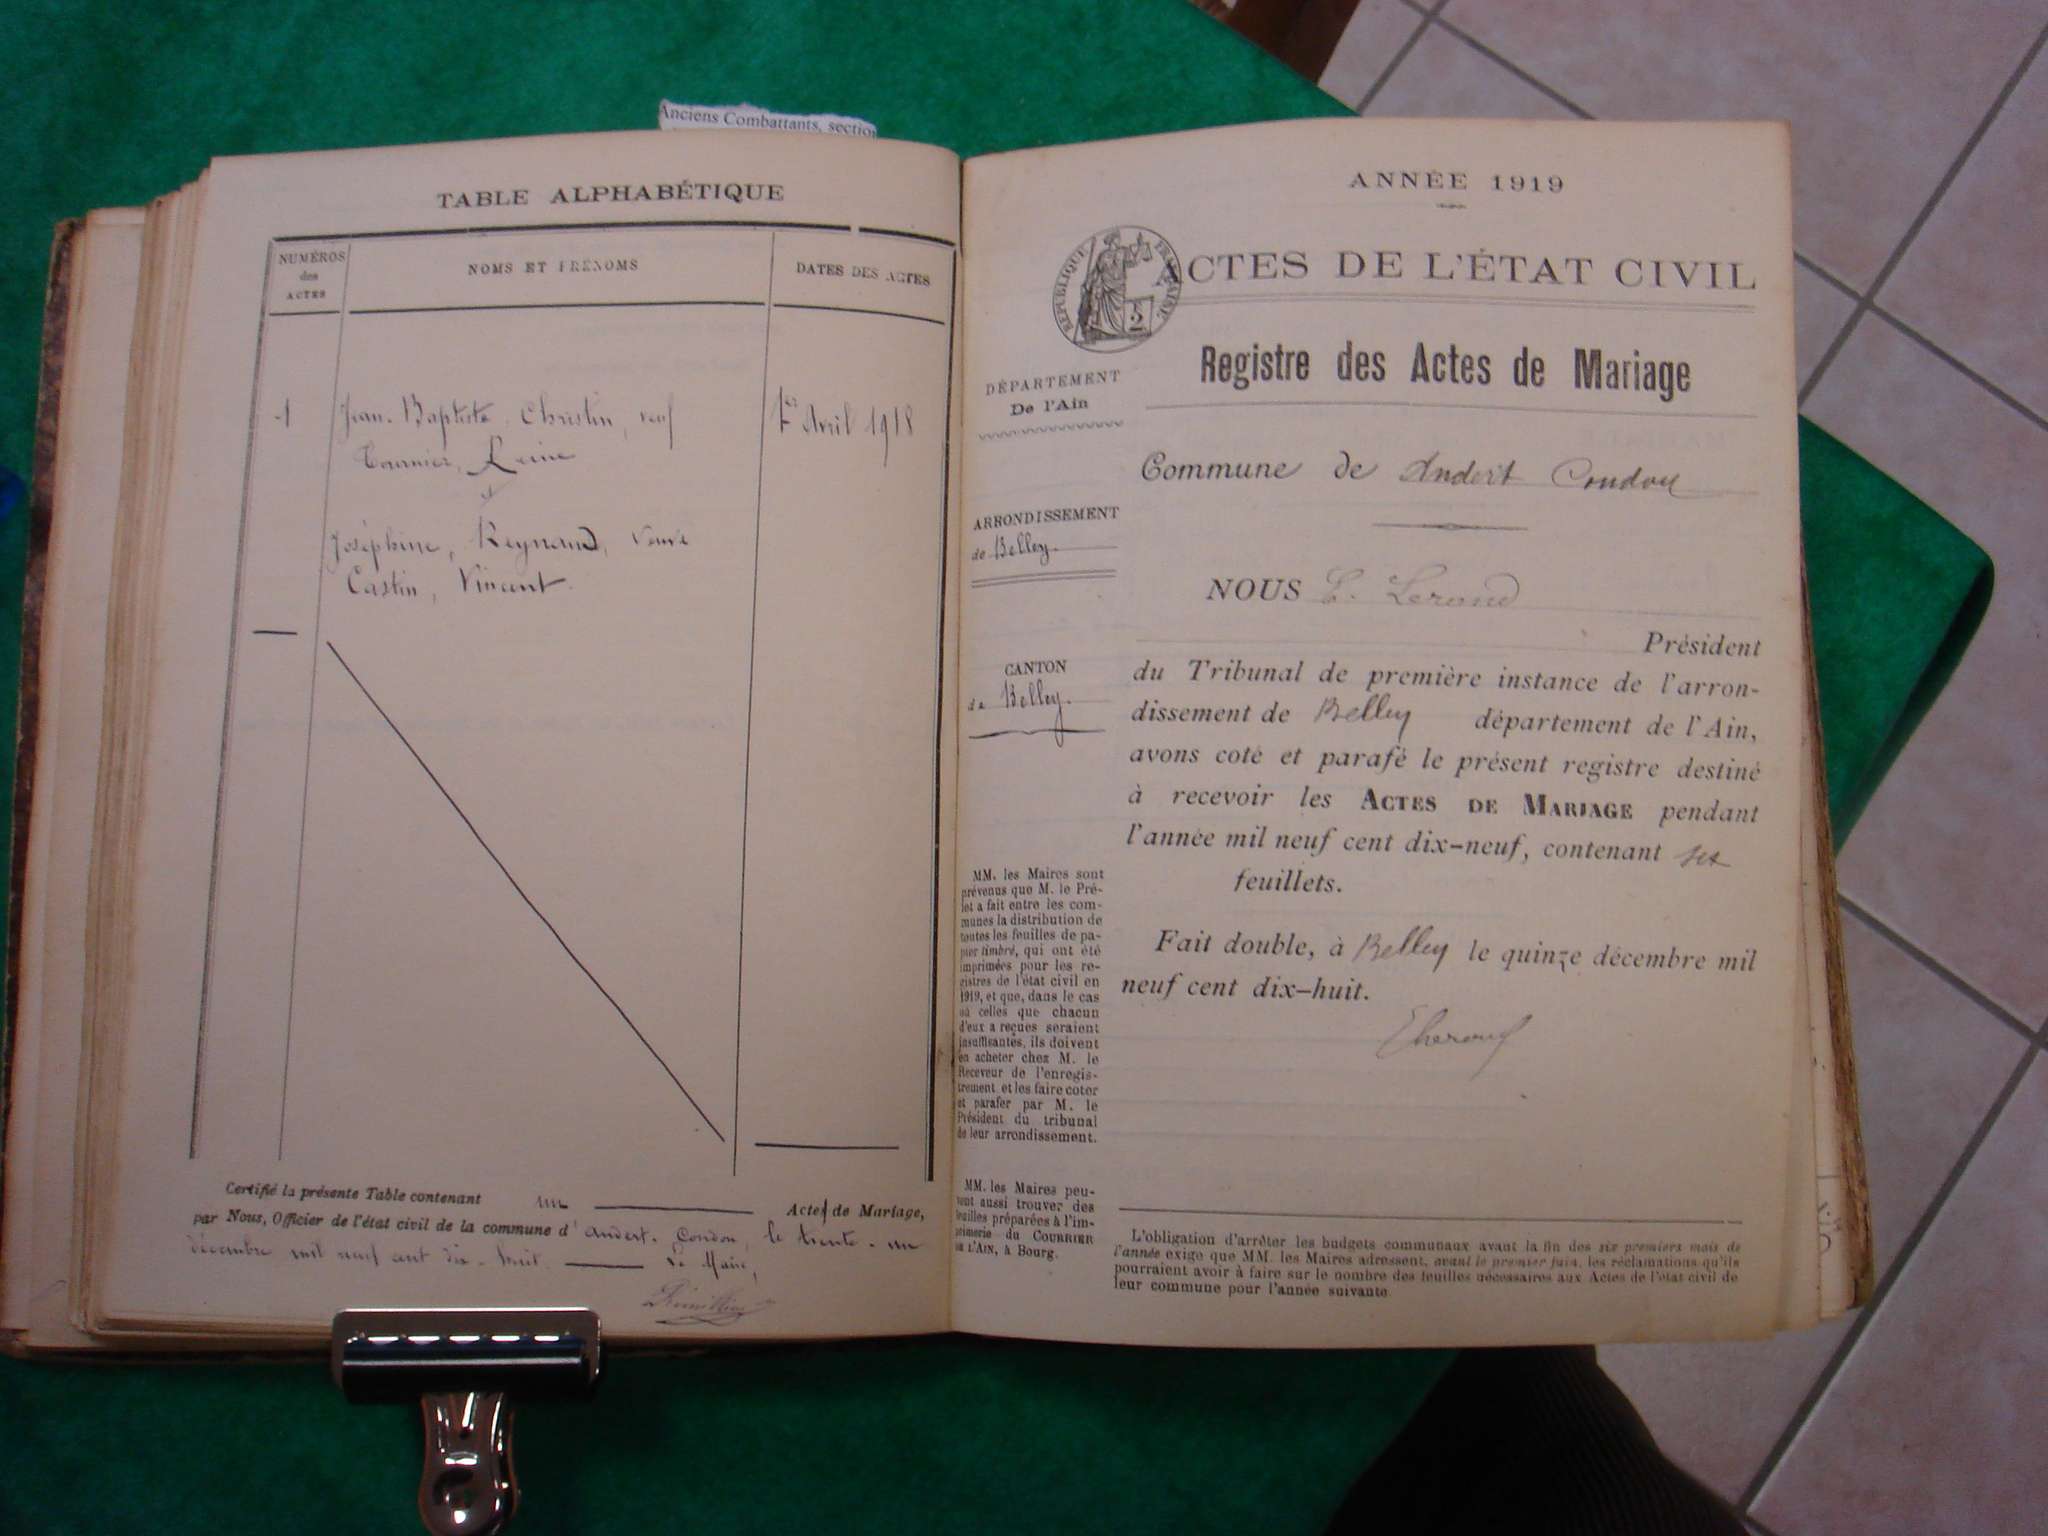 Anciens Combattants, section
TABLE ALPHABÉTIQUE
NUMÉROS
des
ACTES
NOMS ET PRÉNOMS
DATES DES ACTES
1
Jean-Baptiste, Christin, veuf
1er Avril 1918
Tournier, Reine
et
Joséphine, Reynaud, veuve
Castin, Vincent.
Certifié la présente Table contenant un Actes de Mariage,
par Nous, Officier de l'état civil de la commune d'Andert-Condon, le trente-un
décembre mil neuf cent dix-huit. Le Maire,
ANNÉE 1919
RÉPUBLIQUE FRANÇAISE
ACTES DE L'ÉTAT CIVIL
Registre des Actes de Mariage
DÉPARTEMENT
De l'Ain
Commune de Andert Condon
ARRONDISSEMENT
de Belley.
NOUS
CANTON
de Belley.
Président
du Tribunal de première instance de l'arron-
dissement de Belley département de l'Ain,
avons coté et parafé le présent registre destiné
à recevoir les ACTES DE MARIAGE pendant
l'année mil neuf cent dix-neuf, contenant six
feuillets.
Fait double, à Belley le quinze décembre mil
neuf cent dix-huit.
MM. les Maires sont
prévenus que M. le Pré-
fet a fait entre les com-
munes la distribution de
toutes les feuilles de pa-
pier timbré, qui ont été
imprimées pour les re-
gistres de l'état civil en
1919, et que, dans le cas
où celles que chacun
d'eux a reçues seraient
insuffisantes, ils doivent
en acheter chez M. le
Receveur de l'enregis-
trement et les faire coter
et parafer par M. le
Président du tribunal
de leur arrondissement.
MM. les Maires peu-
vent aussi trouver des
feuilles préparées à l'im-
primerie du COURRIER
DE L'AIN, à Bourg.
L'obligation d'arrêter les budgets communaux avant la fin des six premiers mois de
l'année exige que MM. les Maires adressent, avant le premier juin, les réclamations qu'ils
pourraient avoir à faire sur le nombre des feuilles nécessaires aux Actes de l'état civil de
leur commune pour l'année suivante